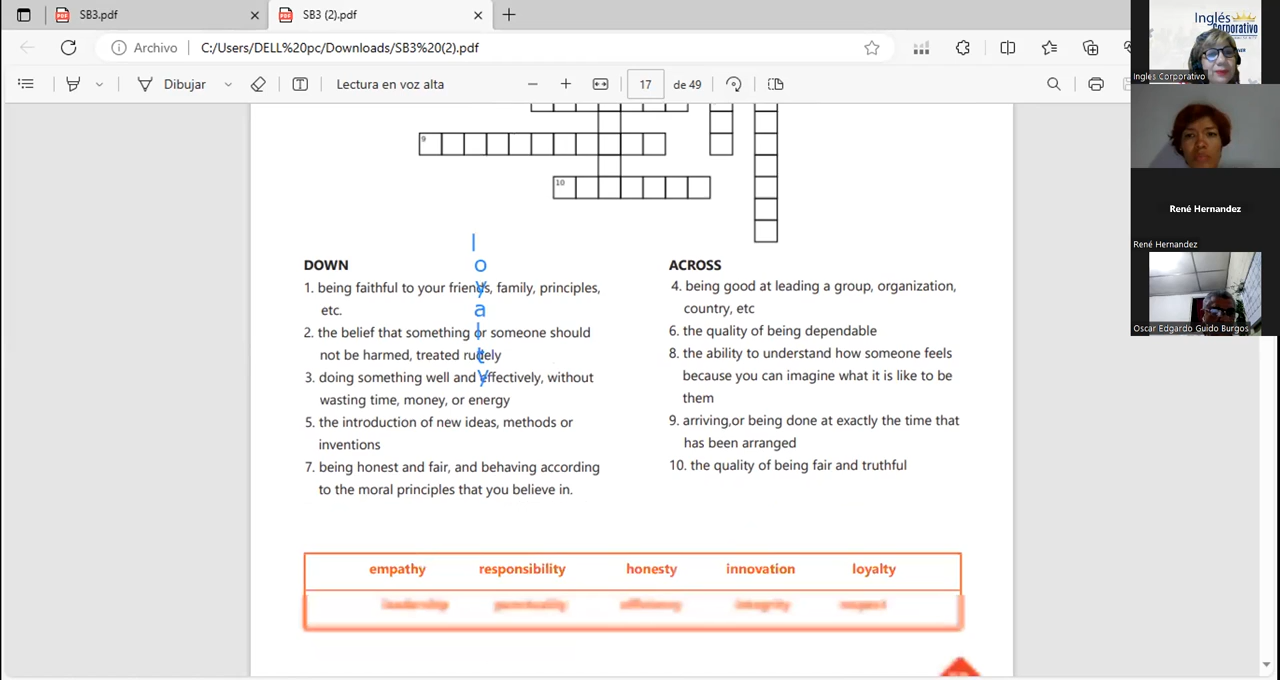 SB3.pdf
SB3 (2).pdf
Archivo
C:/Users/DELL%20pc/Downloads/SB3%20(2).pdf
Dibujar
Lectura en voz alta
17
de 49
Inglés
Corporativo
Ingles Corporativo
René Hernandez
René Hernandez
Oscar Edgardo Guido Burgos
9
10
loyalty
DOWN
1. being faithful to your friends, family, principles,
etc.
2. the belief that something or someone should
not be harmed, treated rudely
3. doing something well and effectively, without
wasting time, money, or energy
5. the introduction of new ideas, methods or
inventions
7. being honest and fair, and behaving according
to the moral principles that you believe in.
ACROSS
4. being good at leading a group, organization,
country, etc
6. the quality of being dependable
8. the ability to understand how someone feels
because you can imagine what it is like to be
them
9. arriving,or being done at exactly the time that
has been arranged
10. the quality of being fair and truthful
empathy responsibility honesty innovation loyalty
leadership punctuality efficiency integrity respect